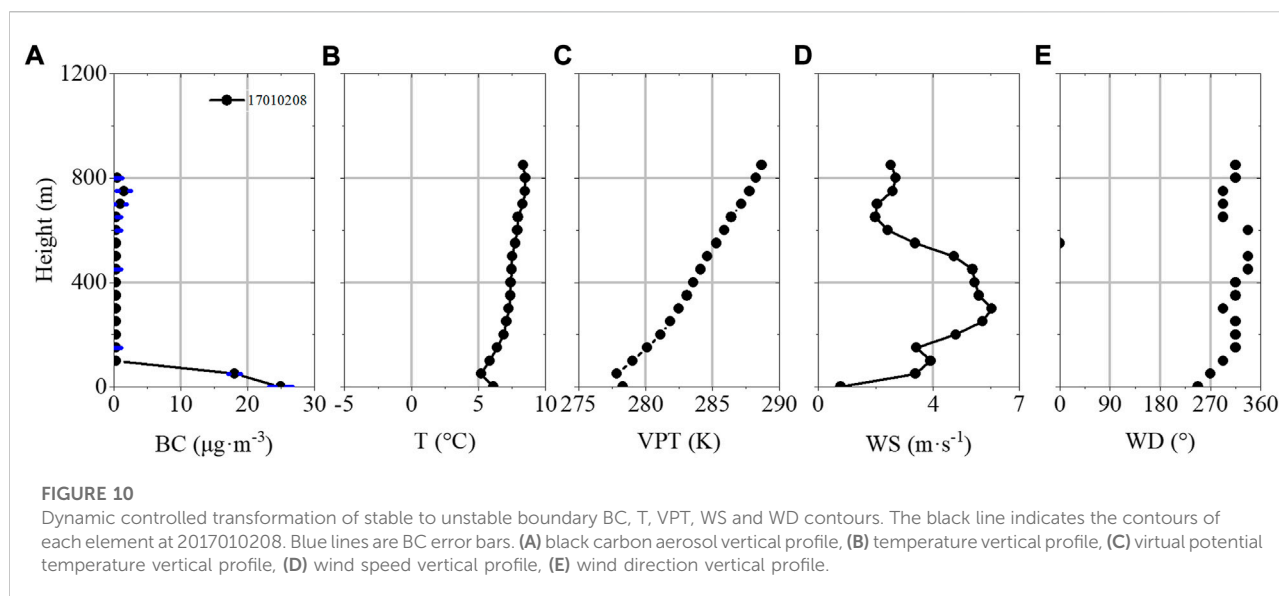 A B C D E
1200
17010208
800
400
0
Height (m)
0 10 20 30
-5 0 5 10
275 280 285 290
0 4 7
0 90 180 270 360
BC (μg·m-3) T (°C) VPT (K) WS (m·s-1) WD (°)
FIGURE 10
Dynamic controlled transformation of stable to unstable boundary BC, T, VPT, WS and WD contours. The black line indicates the contours of
each element at 2017010208. Blue lines are BC error bars. (A) black carbon aerosol vertical profile, (B) temperature vertical profile, (C) virtual potential
temperature vertical profile, (D) wind speed vertical profile, (E) wind direction vertical profile.